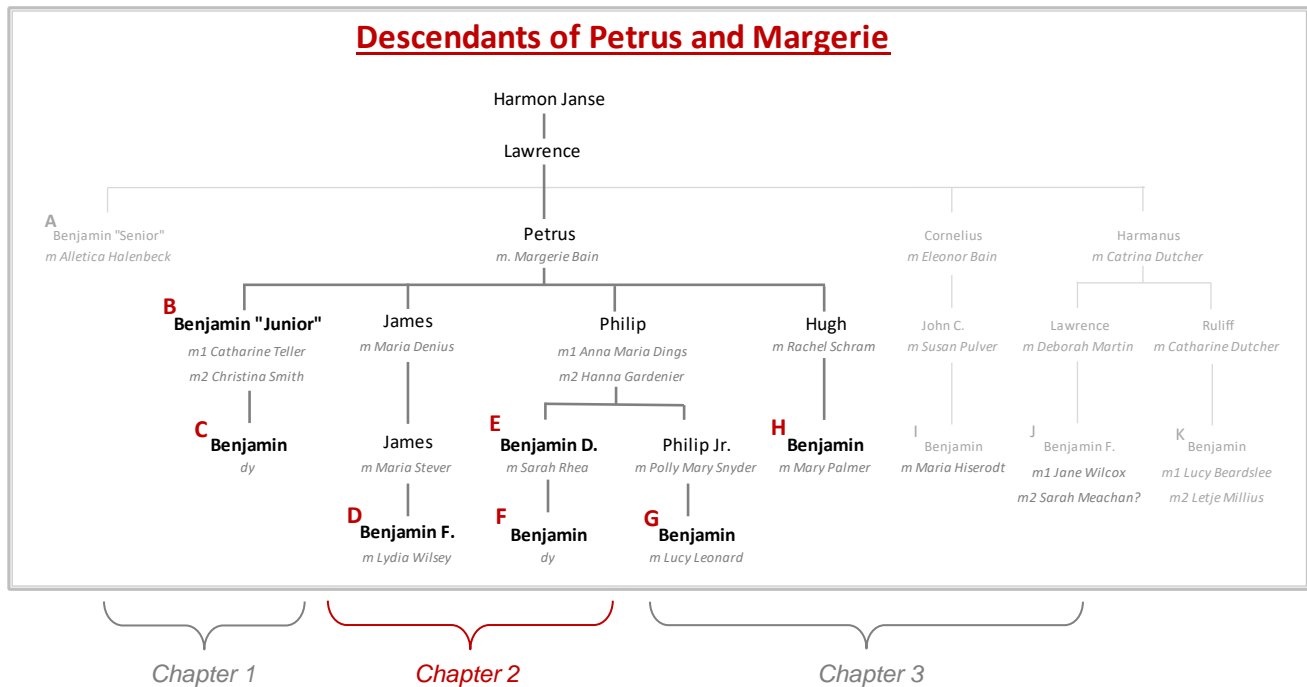 Descendants of Petrus and Margerie
Harmon Janse
Lawrence
A
Benjamin "Senior"
m Alletica Halenbeck
Petrus
m. Margerie Bain
Cornelius
m Eleonor Bain
Harmanus
m Catrina Dutcher
B
Benjamin "Junior"
m1 Catharine Teller
m2 Christina Smith
James
m Maria Denius
Philip
m1 Anna Maria Dings
m2 Hanna Gardenier
Hugh
m Rachel Schram
John C.
m Susan Pulver
Lawrence
m Deborah Martin
Ruliff
m Catharine Dutcher
C
Benjamin
dy
James
m Maria Stever
E
Benjamin D.
m Sarah Rhea
Philip Jr.
m Polly Mary Snyder
H
Benjamin
m Mary Palmer
I
Benjamin
m Maria Hiserodt
J
Benjamin F.
m1 Jane Wilcox
m2 Sarah Meachan?
K
Benjamin
m1 Lucy Beardslee
m2 Letje Millius
D
Benjamin F.
m Lydia Wilsey
F
Benjamin
dy
G
Benjamin
m Lucy Leonard
Chapter 1
Chapter 2
Chapter 3